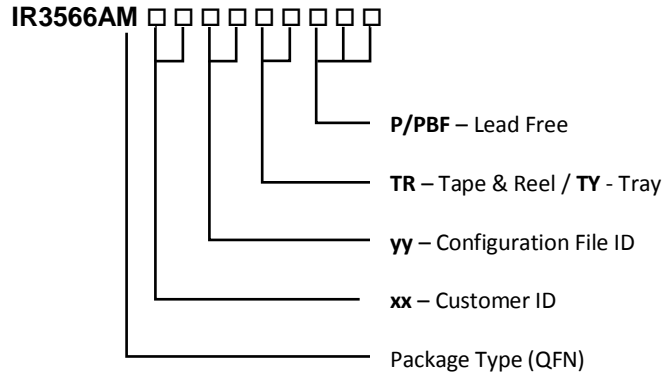 IR3566AM □ □ □ □ □ □ □ □ □
P/PBF – Lead Free
TR – Tape & Reel / TY - Tray
yy – Configuration File ID
xx – Customer ID
Package Type (QFN)